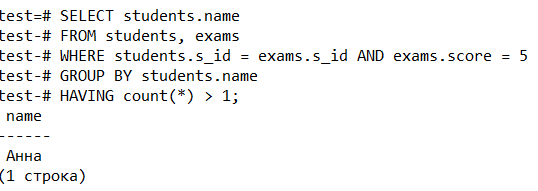 test=# SELECT students.name
test-# FROM students, exams
test-# WHERE students.s_id = exams.s_id AND exams.score = 5
test-# GROUP BY students.name
test-# HAVING count(*) > 1;
 name
------
 Анна
(1 строка)